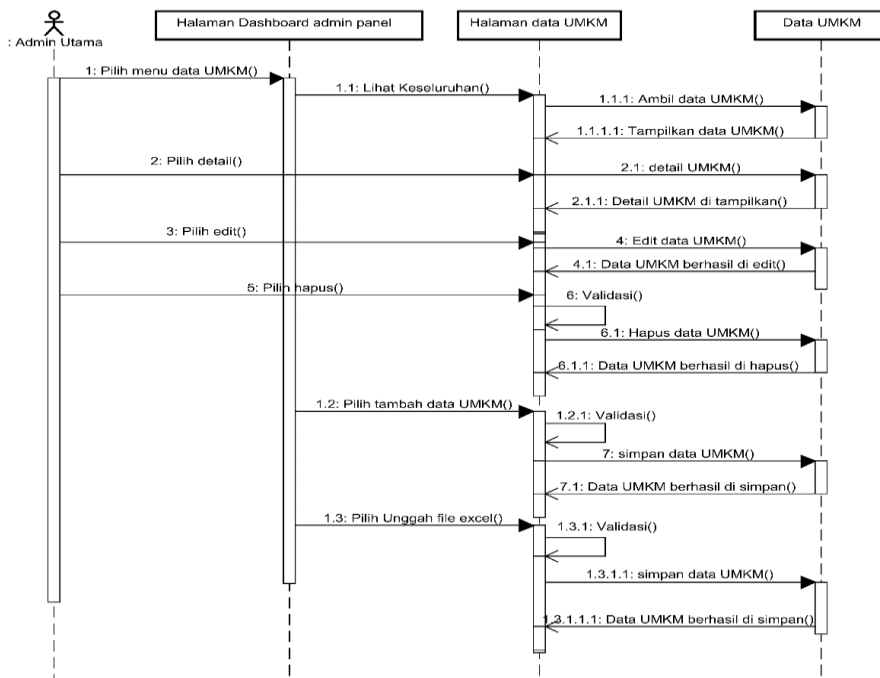 Halaman Dashboard admin panel
Halaman data UMKM
Data UMKM
: Admin Utama
1: Pilih menu data UMKM()
1.1: Lihat Keseluruhan()
1.1.1: Ambil data UMKM()
1.1.1.1: Tampilkan data UMKM()
2: Pilih detail()
2.1: detail UMKM()
2.1.1: Detail UMKM di tampilkan()
3: Pilih edit()
4: Edit data UMKM()
4.1: Data UMKM berhasil di edit()
5: Pilih hapus()
6: Validasi()
6.1: Hapus data UMKM()
6.1.1: Data UMKM berhasil di hapus()
1.2: Pilih tambah data UMKM()
1.2.1: Validasi()
7: simpan data UMKM()
7.1: Data UMKM berhasil di simpan()
1.3: Pilih Unggah file excel()
1.3.1: Validasi()
1.3.1.1: simpan data UMKM()
1.3.1.1.1: Data UMKM berhasil di simpan()